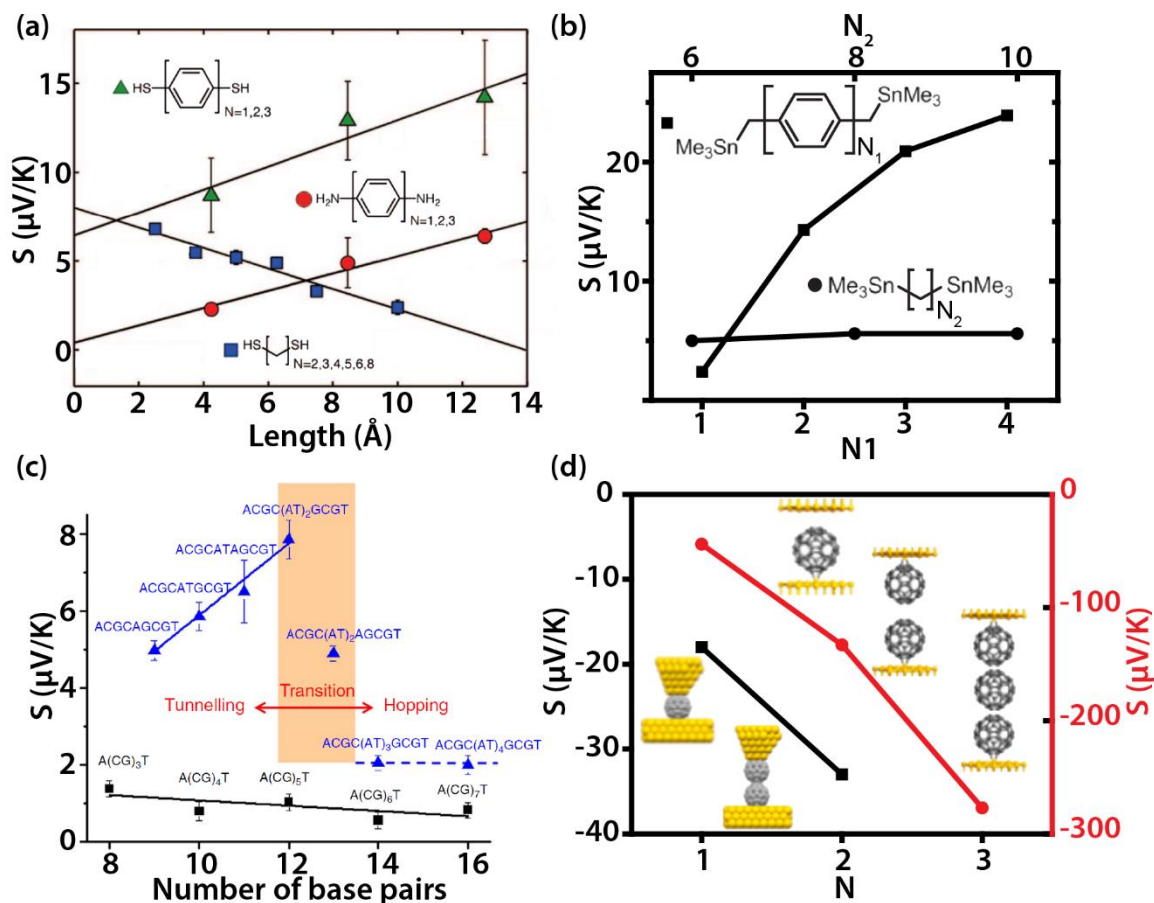 (a)
S (µV/K)
15
10
5
0
HS
SH
N=1,2,3
H₂N
NH₂
N=1,2,3
HS
SH
N=2,3,4,5,6,8
0 2 4 6 8 10 12 14
Length (Å)
(b)
N₂
6 8 10
S (µV/K)
20
10
Me₃Sn
SnMe₃
N₁
Me₃Sn
SnMe₃
N₂
1 2 3 4
N1
(c)
S (µV/K)
8
6
4
2
0
ACGC(AT)₂GCGT
ACGCATAGCGT
ACGCATGCGT
ACGCAGCGT
ACGC(AT)₂AGCGT
Tunnelling
Transition
Hopping
ACGC(AT)₃GCGT
ACGC(AT)₄GCGT
A(CG)₃T
A(CG)₄T
A(CG)₅T
A(CG)₆T
A(CG)₇T
8 10 12 14 16
Number of base pairs
(d)
S (µV/K)
0
-10
-20
-30
-40
0
-100
-200
-300
S (µV/K)
1 2 3
N